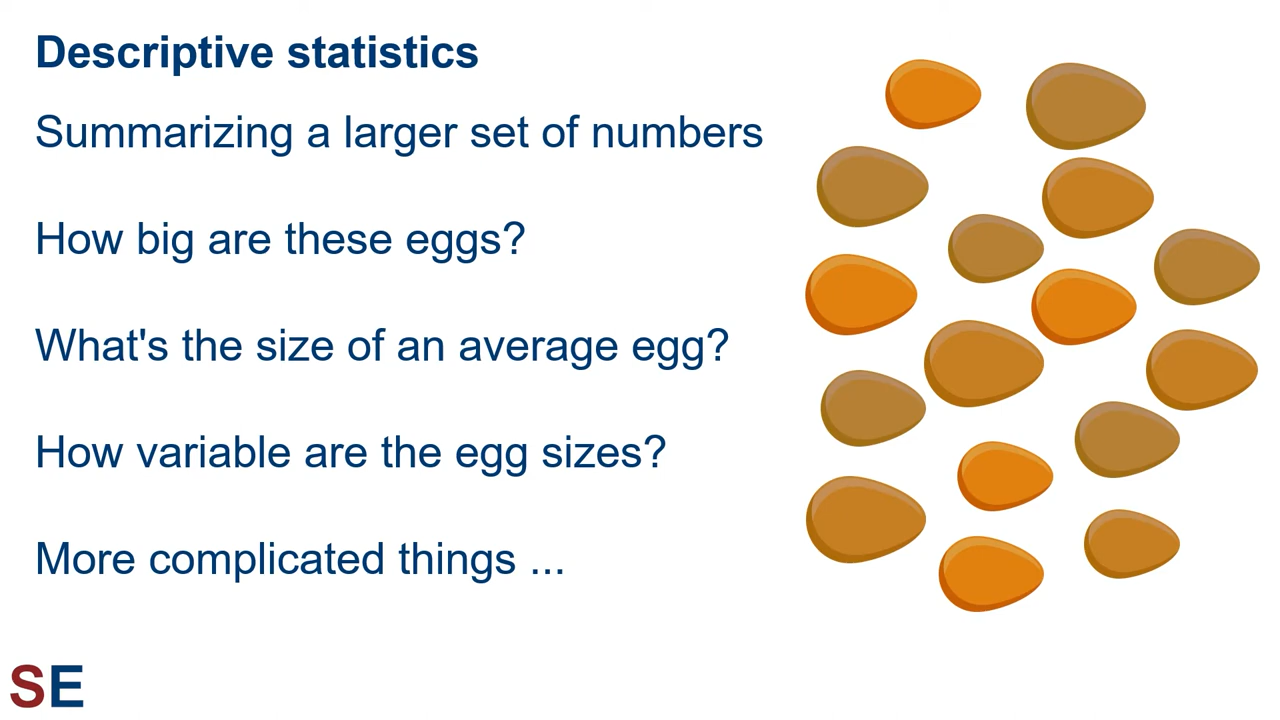 Descriptive statistics
Summarizing a larger set of numbers
How big are these eggs?
What's the size of an average egg?
How variable are the egg sizes?
More complicated things ...
SE